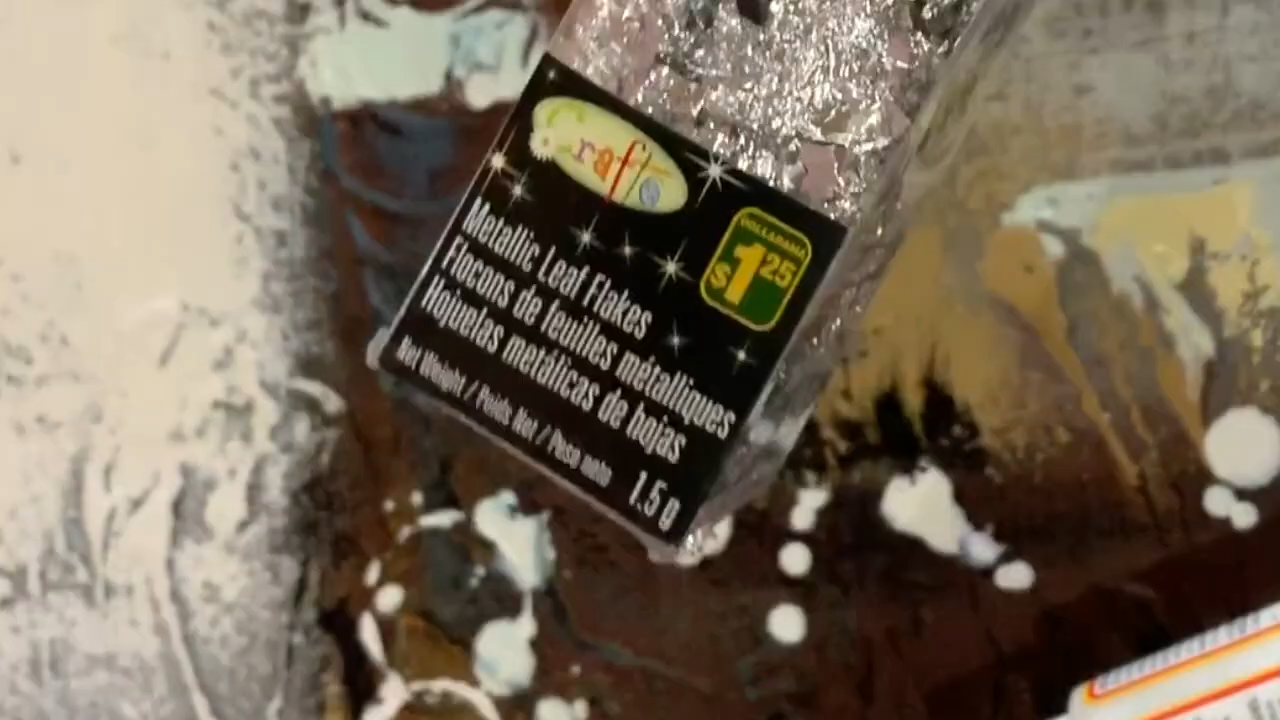 Craft
DOLLARAMA
$1.25
Metallic Leaf Flakes
Flocons de feuilles métalliques
Hojuelas metálicas de hojas
Net Weight / Poids Net / Peso neto 1.5 g